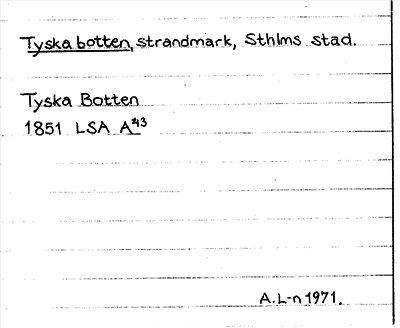 Tyska botten, strandmark, Sthlms stad.
Tyska Botten
1851 LSA A⁴³
A.L-n 1971.